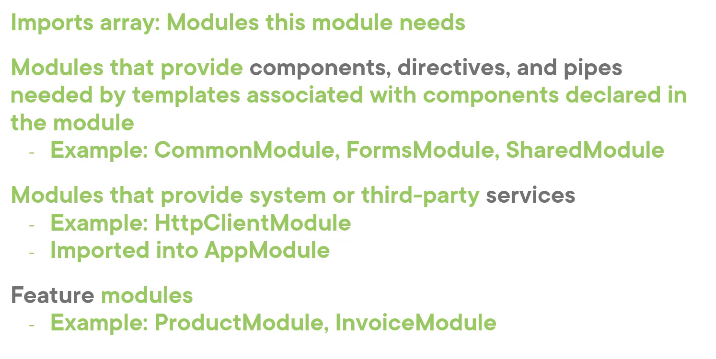 Imports array: Modules this module needs
Modules that provide components, directives, and pipes
needed by templates associated with components declared in
the module
- Example: CommonModule, FormsModule, SharedModule
Modules that provide system or third-party services
- Example: HttpClientModule
- Imported into AppModule
Feature modules
- Example: ProductModule, InvoiceModule